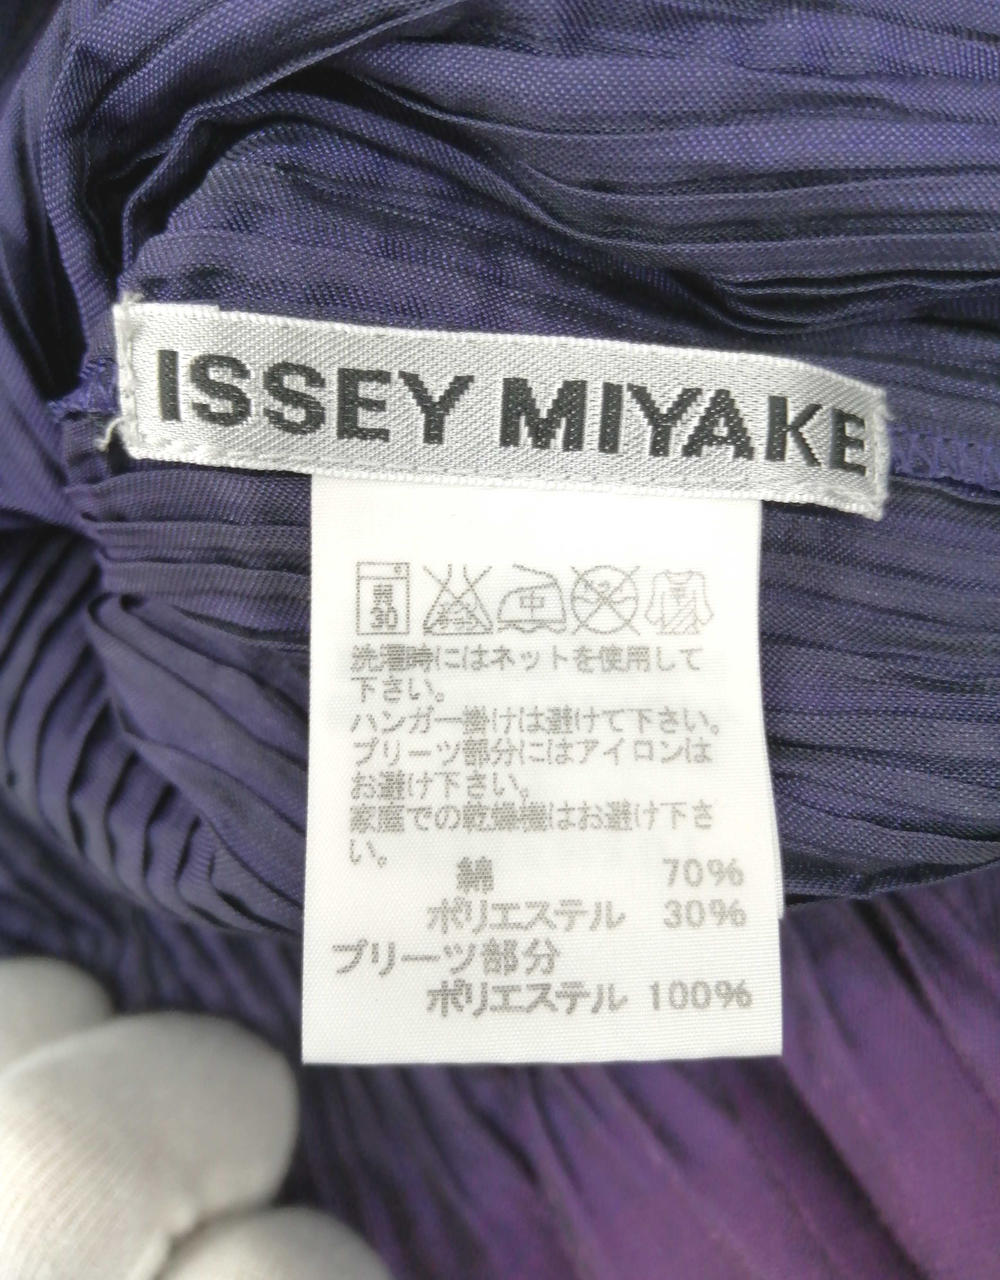 ISSEY MIYAKE
弱
30
中
洗濯時にはネットを使用して
下さい。
ハンガー掛けは避けて下さい。
プリーツ部分にはアイロンは
お避け下さい。
家庭での乾燥機はお避け下さ
い。
綿 70%
ポリエステル 30%
プリーツ部分
ポリエステル 100%